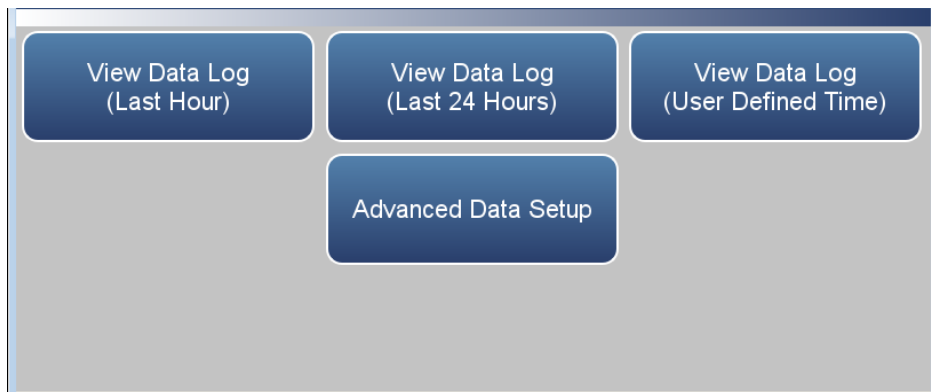 View Data Log
(Last Hour)
View Data Log
(Last 24 Hours)
View Data Log
(User Defined Time)
Advanced Data Setup